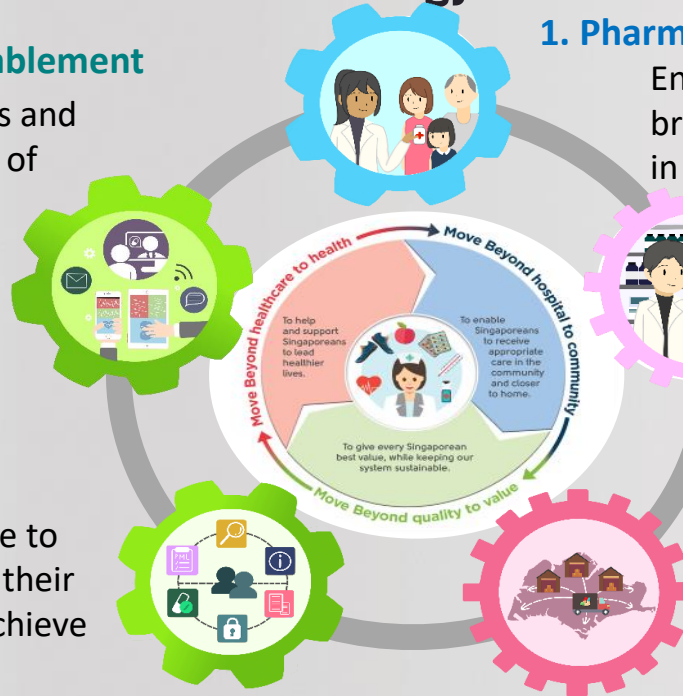 ablement
s and
of
1. Pharm
En
br
in
Move Beyond healthcare to health
Move Beyond hospital to community
To help
and support
Singaporeans
to lead
healthier
lives.
To enable
Singaporeans
to receive
appropriate
care in the
community
and closer
to home.
To give every Singaporean
best value, while keeping our
system sustainable.
Move Beyond quality to value
e to
their
chieve
PML